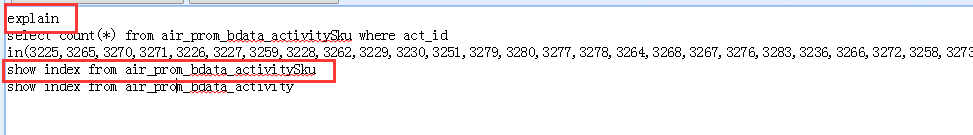 explain
select count(*) from air_prom_bdata_activitySku where act_id
in(3225,3265,3270,3271,3226,3227,3259,3228,3262,3229,3230,3251,3279,3280,3277,3278,3264,3268,3267,3276,3283,3236,3266,3272,3258,3273
show index from air_prom_bdata_activitySku
show index from air_prom_bdata_activity